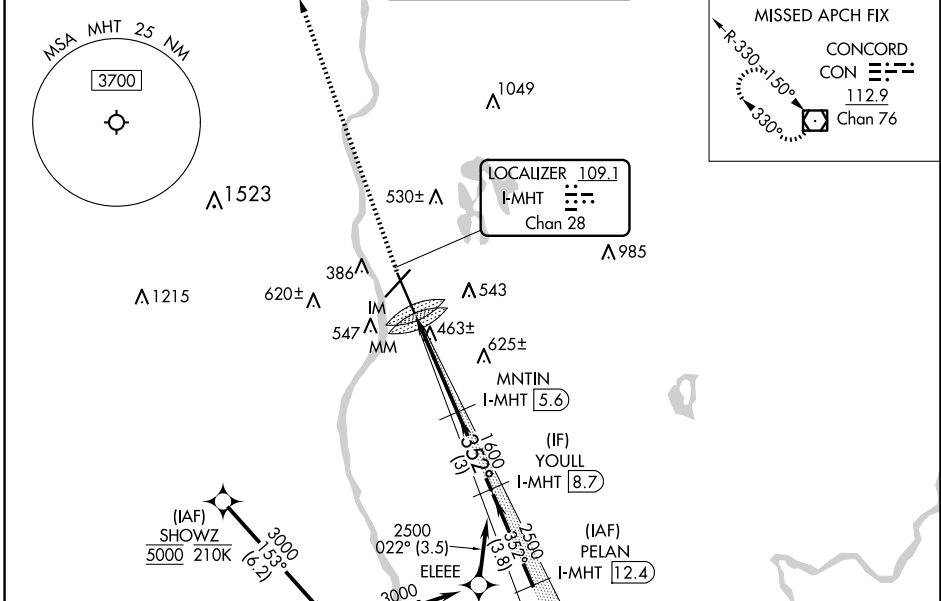 MSA MHT 25 NM
3700
1049
MISSED APCH FIX
CONCORD
CON
112.9
Chan 76
R-330
150°
330°
LOCALIZER 109.1
I-MHT
Chan 28
1523
530±
985
386
1215
620±
IM
543
547
463±
MM
625±
MNTIN
I-MHT 5.6
1600
352°
(3)
(IF)
YOULL
I-MHT 8.7
(IAF)
SHOWZ
5000 210K
3000
153°
(6.2)
2500
022° (3.5)
ELEEE
3000
2500
352°
(3.8)
(IAF)
PELAN
I-MHT 12.4